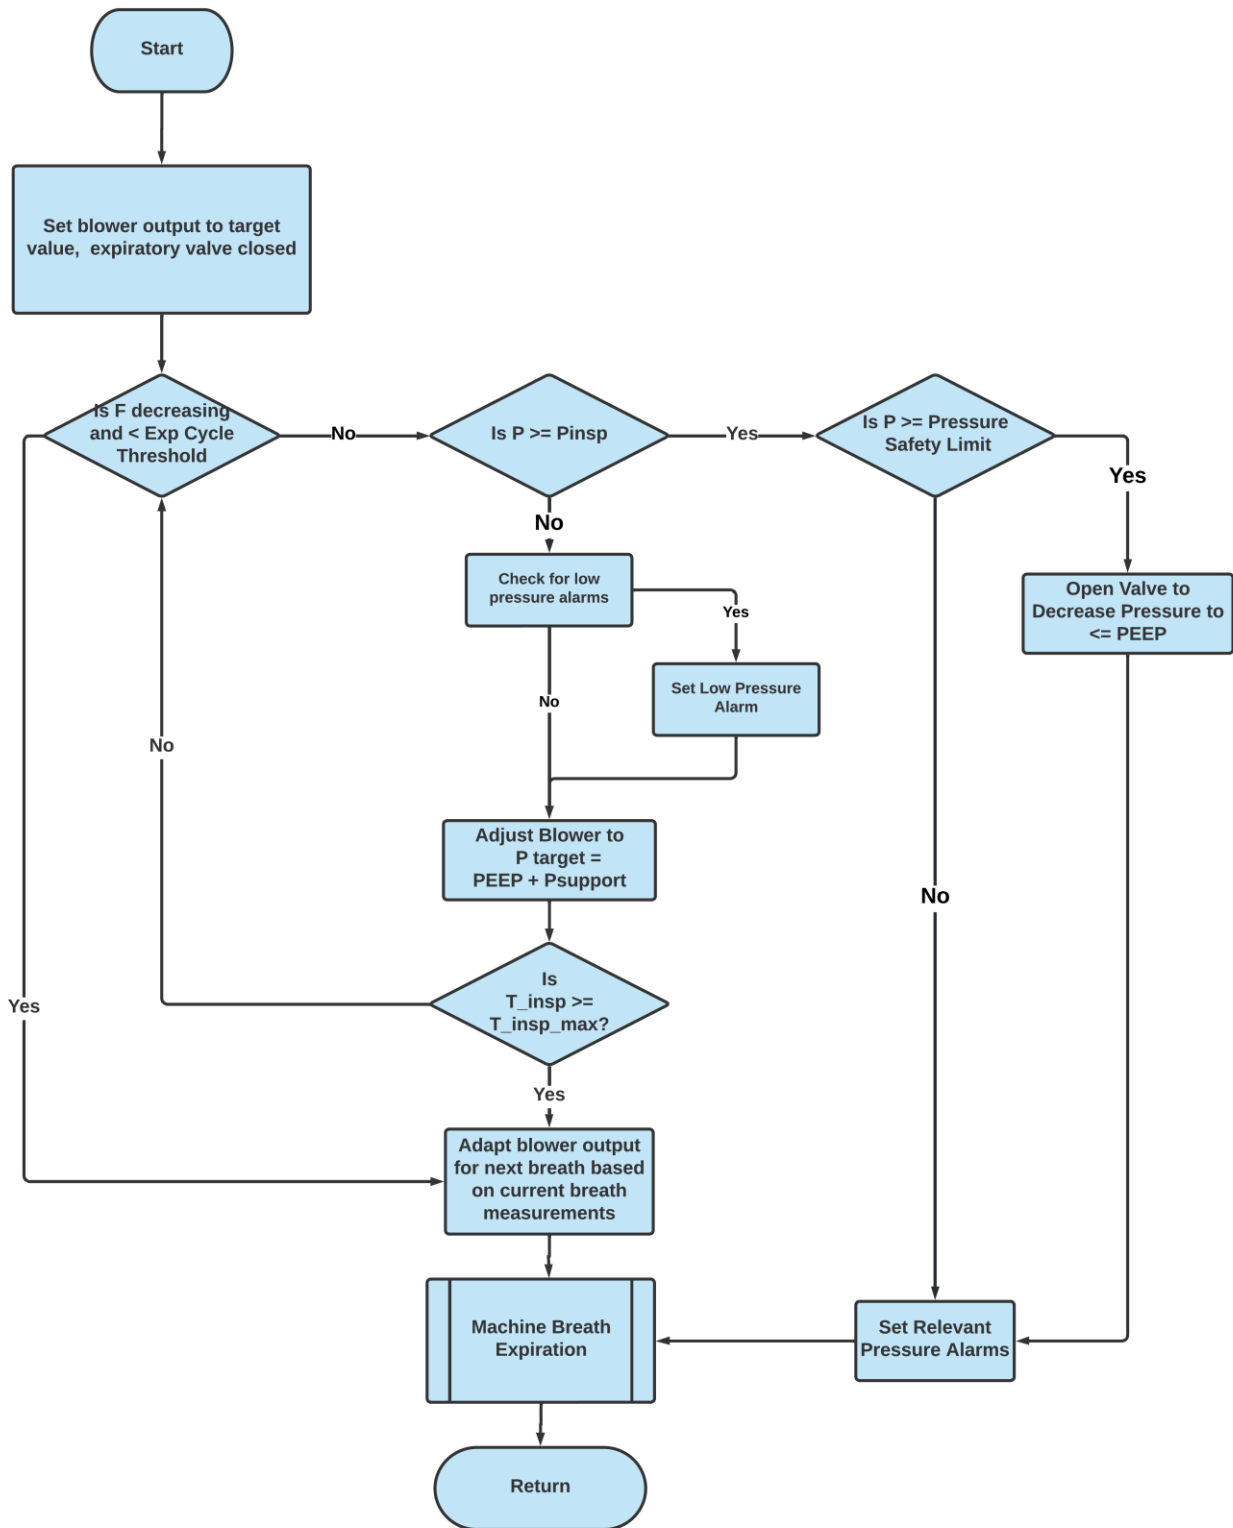 Start
Set blower output to target
value,  expiratory valve closed
Is F decreasing
and < Exp Cycle
Threshold
No
Is P >= Pinsp
Yes
Is P >= Pressure
Safety Limit
Yes
No
Check for low
pressure alarms
Yes
Open Valve to
Decrease Pressure to
<= PEEP
Set Low Pressure
Alarm
No
No
Adjust Blower to
P target =
PEEP + Psupport
No
Is
T_insp >=
T_insp_max?
Yes
Yes
Adapt blower output
for next breath based
on current breath
measurements
Machine Breath
Expiration
Set Relevant
Pressure Alarms
Return